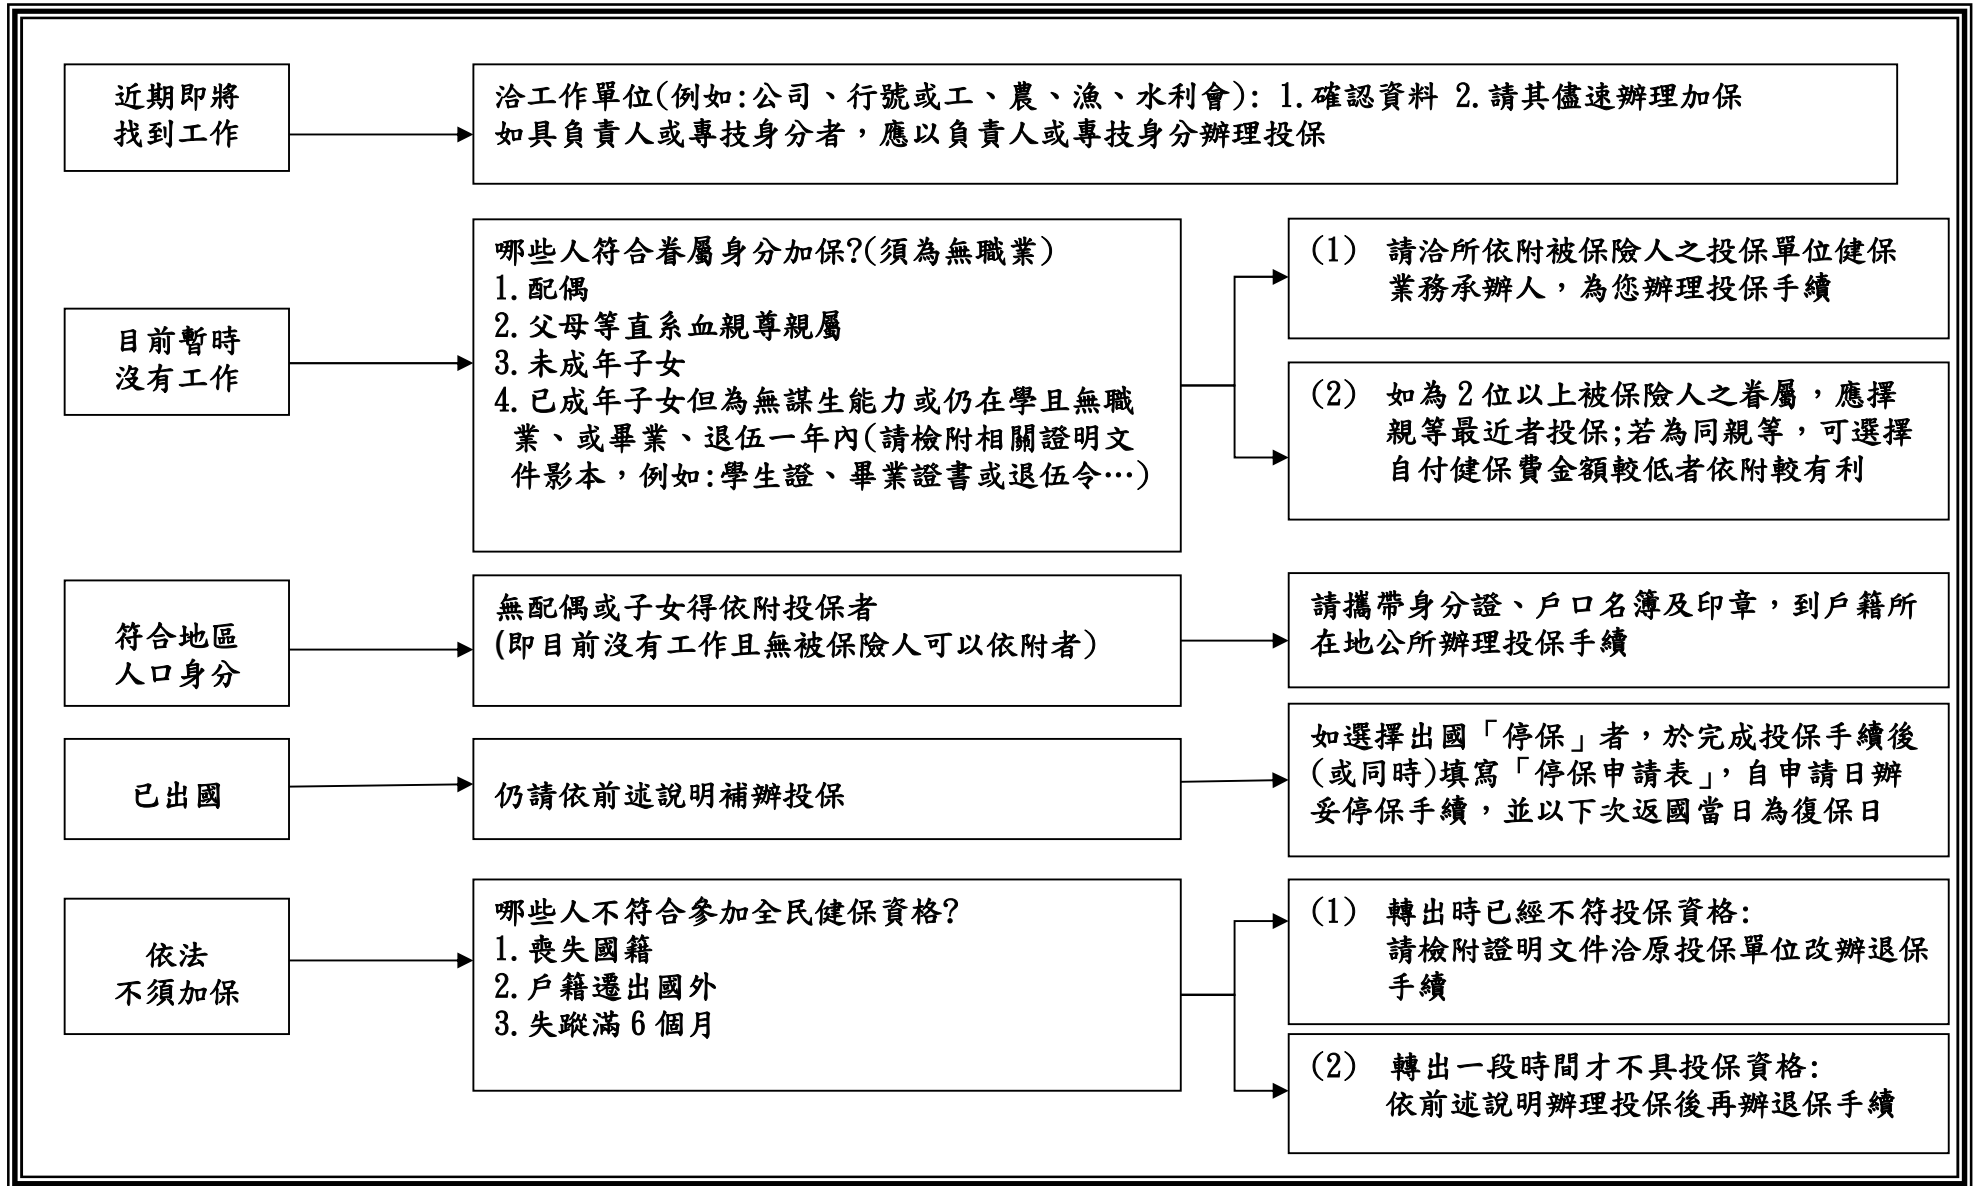 近期即將
找到工作
洽工作單位(例如:公司、行號或工、農、漁、水利會): 1.確認資料 2.請其儘速辦理加保
如具負責人或專技身分者，應以負責人或專技身分辦理投保
目前暫時
沒有工作
哪些人符合眷屬身分加保?(須為無職業)
1.配偶
2.父母等直系血親尊親屬
3.未成年子女
4.已成年子女但為無謀生能力或仍在學且無職
業、或畢業、退伍一年內(請檢附相關證明文
件影本，例如:學生證、畢業證書或退伍令…)
(1) 請洽所依附被保險人之投保單位健保
業務承辦人，為您辦理投保手續
(2) 如為2位以上被保險人之眷屬，應擇
親等最近者投保;若為同親等，可選擇
自付健保費金額較低者依附較有利
符合地區
人口身分
無配偶或子女得依附投保者
(即目前沒有工作且無被保險人可以依附者)
請攜帶身分證、戶口名簿及印章，到戶籍所
在地公所辦理投保手續
已出國
仍請依前述說明補辦投保
如選擇出國「停保」者，於完成投保手續後
(或同時)填寫「停保申請表」，自申請日辦
妥停保手續，並以下次返國當日為復保日
依法
不須加保
哪些人不符合參加全民健保資格?
1.喪失國籍
2.戶籍遷出國外
3.失蹤滿6個月
(1) 轉出時已經不符投保資格:
請檢附證明文件洽原投保單位改辦退保
手續
(2) 轉出一段時間才不具投保資格:
依前述說明辦理投保後再辦退保手續